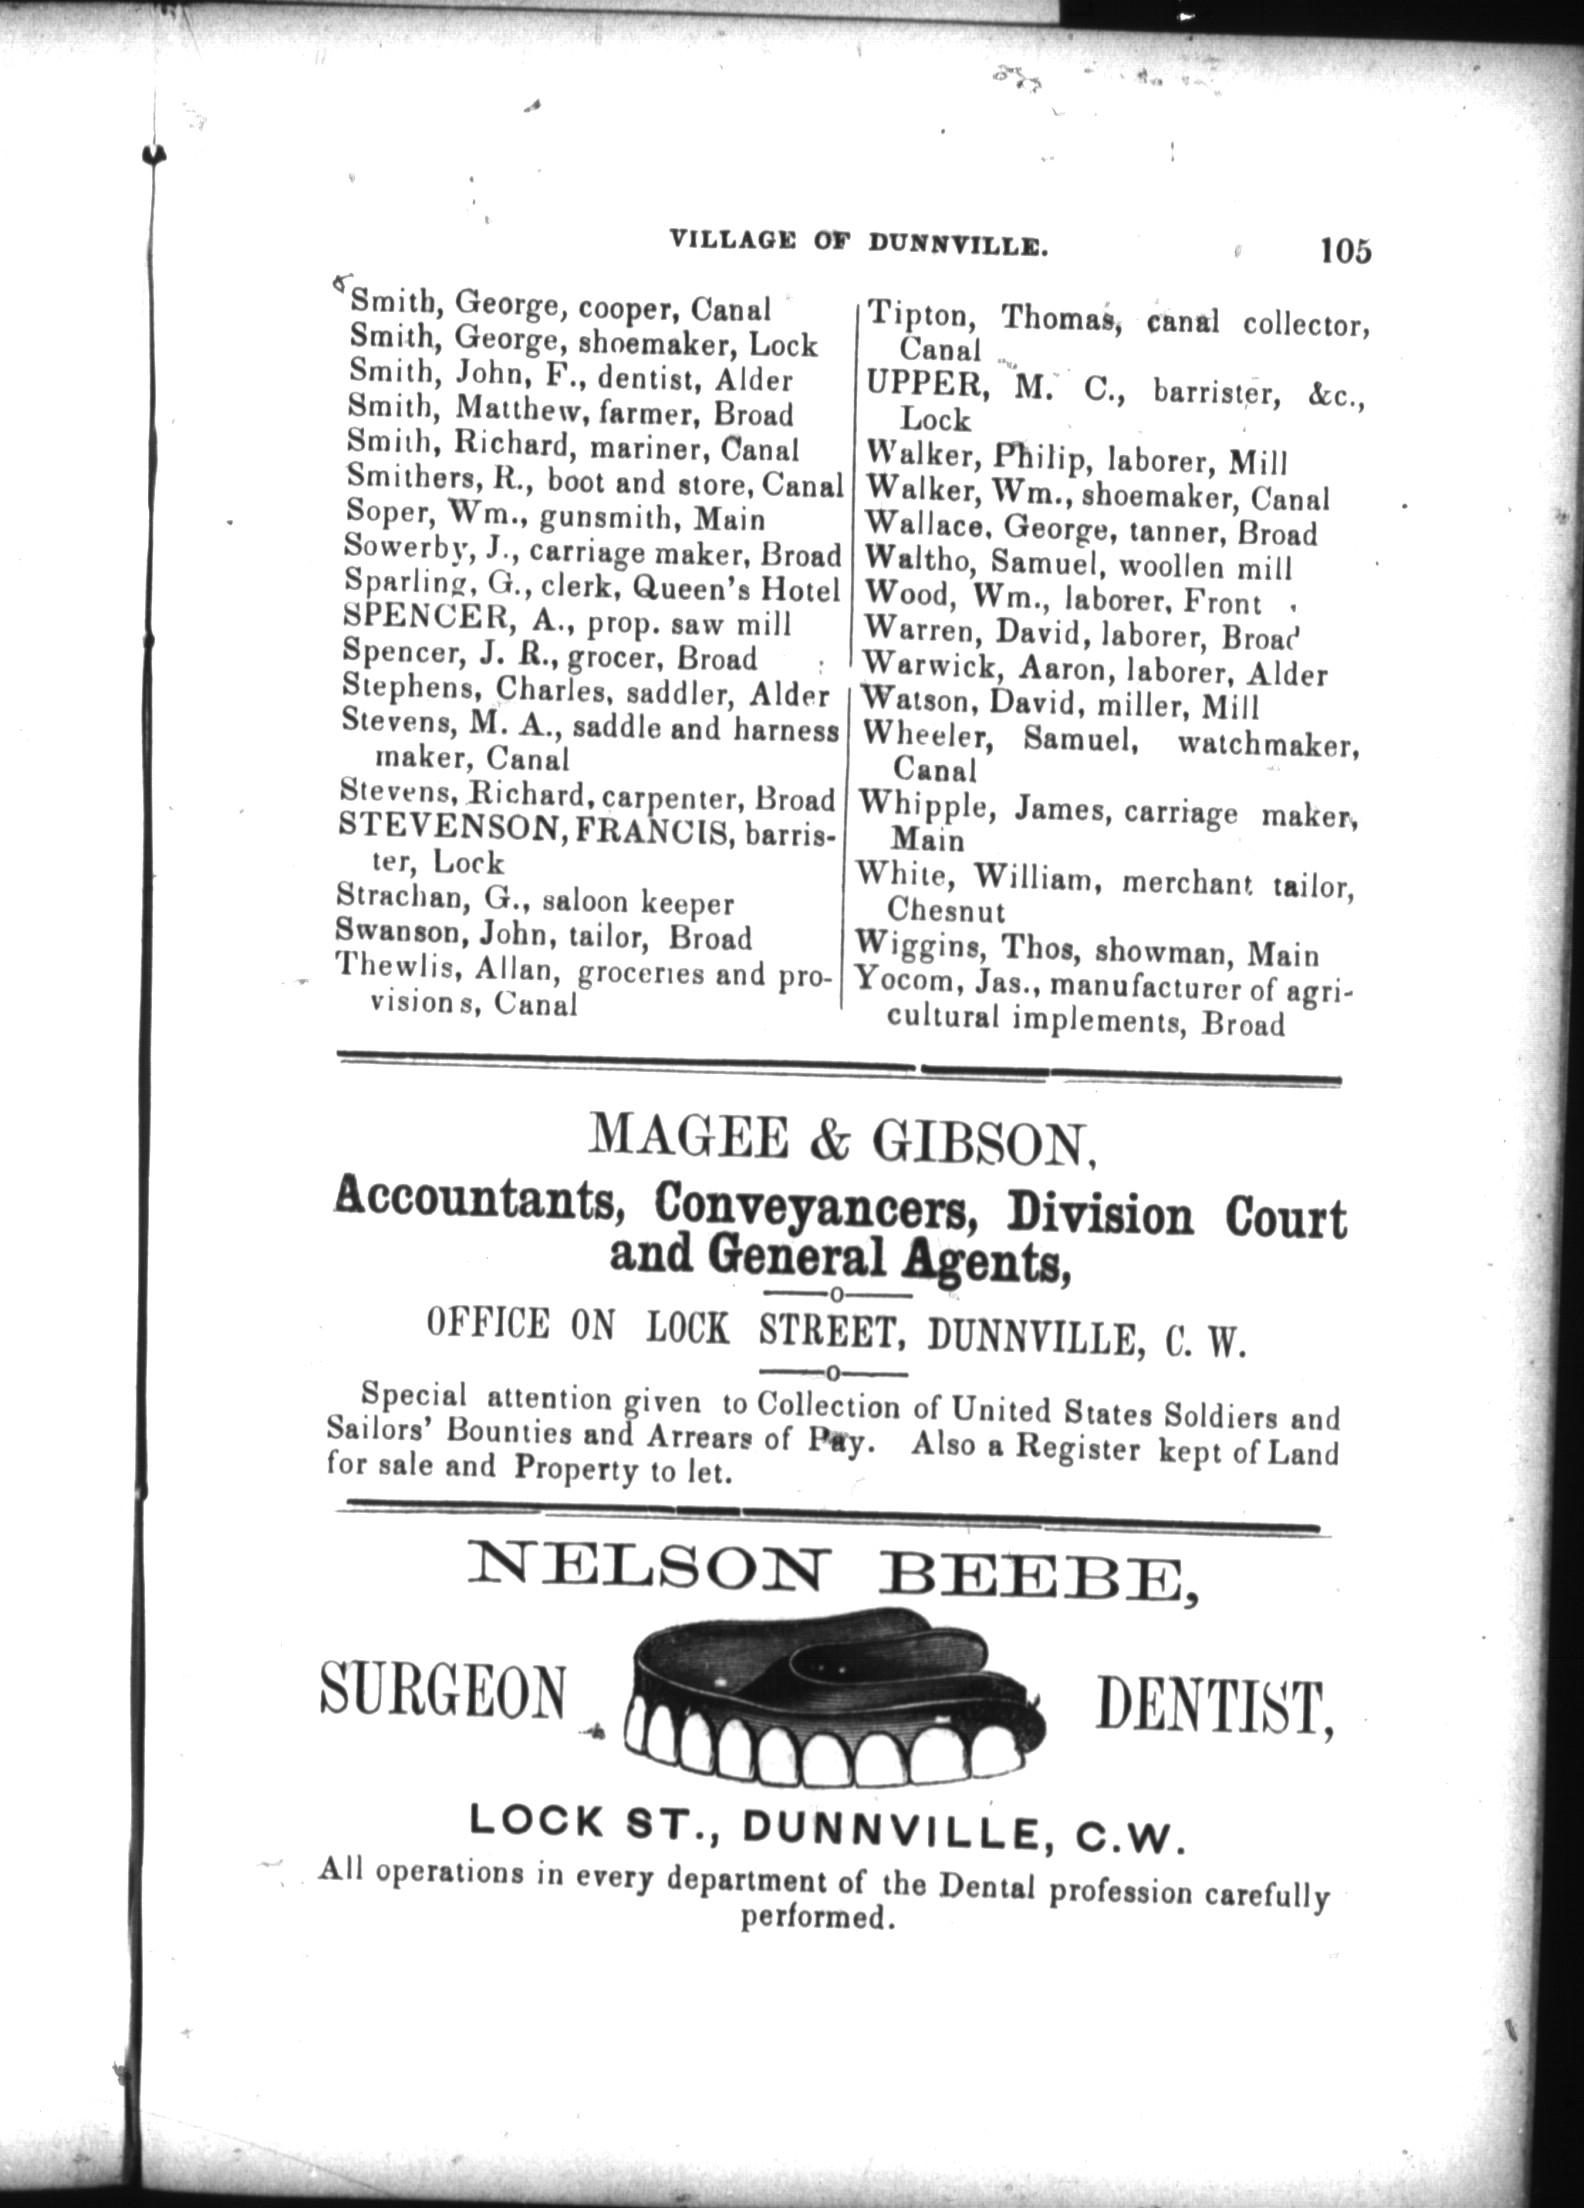 VILLAGE OF DUNNVILLE. 105
Smith, George, cooper, Canal
Smith, George, shoemaker, Lock
Smith, John, F., dentist, Alder
Smith, Matthew, farmer, Broad
Smith, Richard, mariner, Canal
Smithers, R., boot and store, Canal
Soper, Wm., gunsmith, Main
Sowerby, J., carriage maker, Broad
Sparling, G., clerk, Queen's Hotel
SPENCER, A., prop. saw mill
Spencer, J. R., grocer, Broad
Stephens, Charles, saddler, Alder
Stevens, M. A., saddle and harness
maker, Canal
Stevens, Richard, carpenter, Broad
STEVENSON, FRANCIS, barris-
ter, Lock
Strachan, G., saloon keeper
Swanson, John, tailor, Broad
Thewlis, Allan, groceries and pro-
visions, Canal
Tipton, Thomas, canal collector,
Canal
UPPER, M. C., barrister, &c.,
Lock
Walker, Philip, laborer, Mill
Walker, Wm., shoemaker, Canal
Wallace, George, tanner, Broad
Waltho, Samuel, woollen mill
Wood, Wm., laborer, Front
Warren, David, laborer, Broad
Warwick, Aaron, laborer, Alder
Watson, David, miller, Mill
Wheeler, Samuel, watchmaker,
Canal
Whipple, James, carriage maker,
Main
White, William, merchant tailor,
Chesnut
Wiggins, Thos, showman, Main
Yocom, Jas., manufacturer of agri-
cultural implements, Broad
MAGEE & GIBSON,
Accountants, Conveyancers, Division Court
and General Agents,
OFFICE ON LOCK STREET, DUNNVILLE, C. W.
Special attention given to Collection of United States Soldiers and
Sailors' Bounties and Arrears of Pay. Also a Register kept of Land
for sale and Property to let.
NELSON BEEBE,
SURGEON DENTIST,
LOCK ST., DUNNVILLE, C.W.
All operations in every department of the Dental profession carefully
performed.